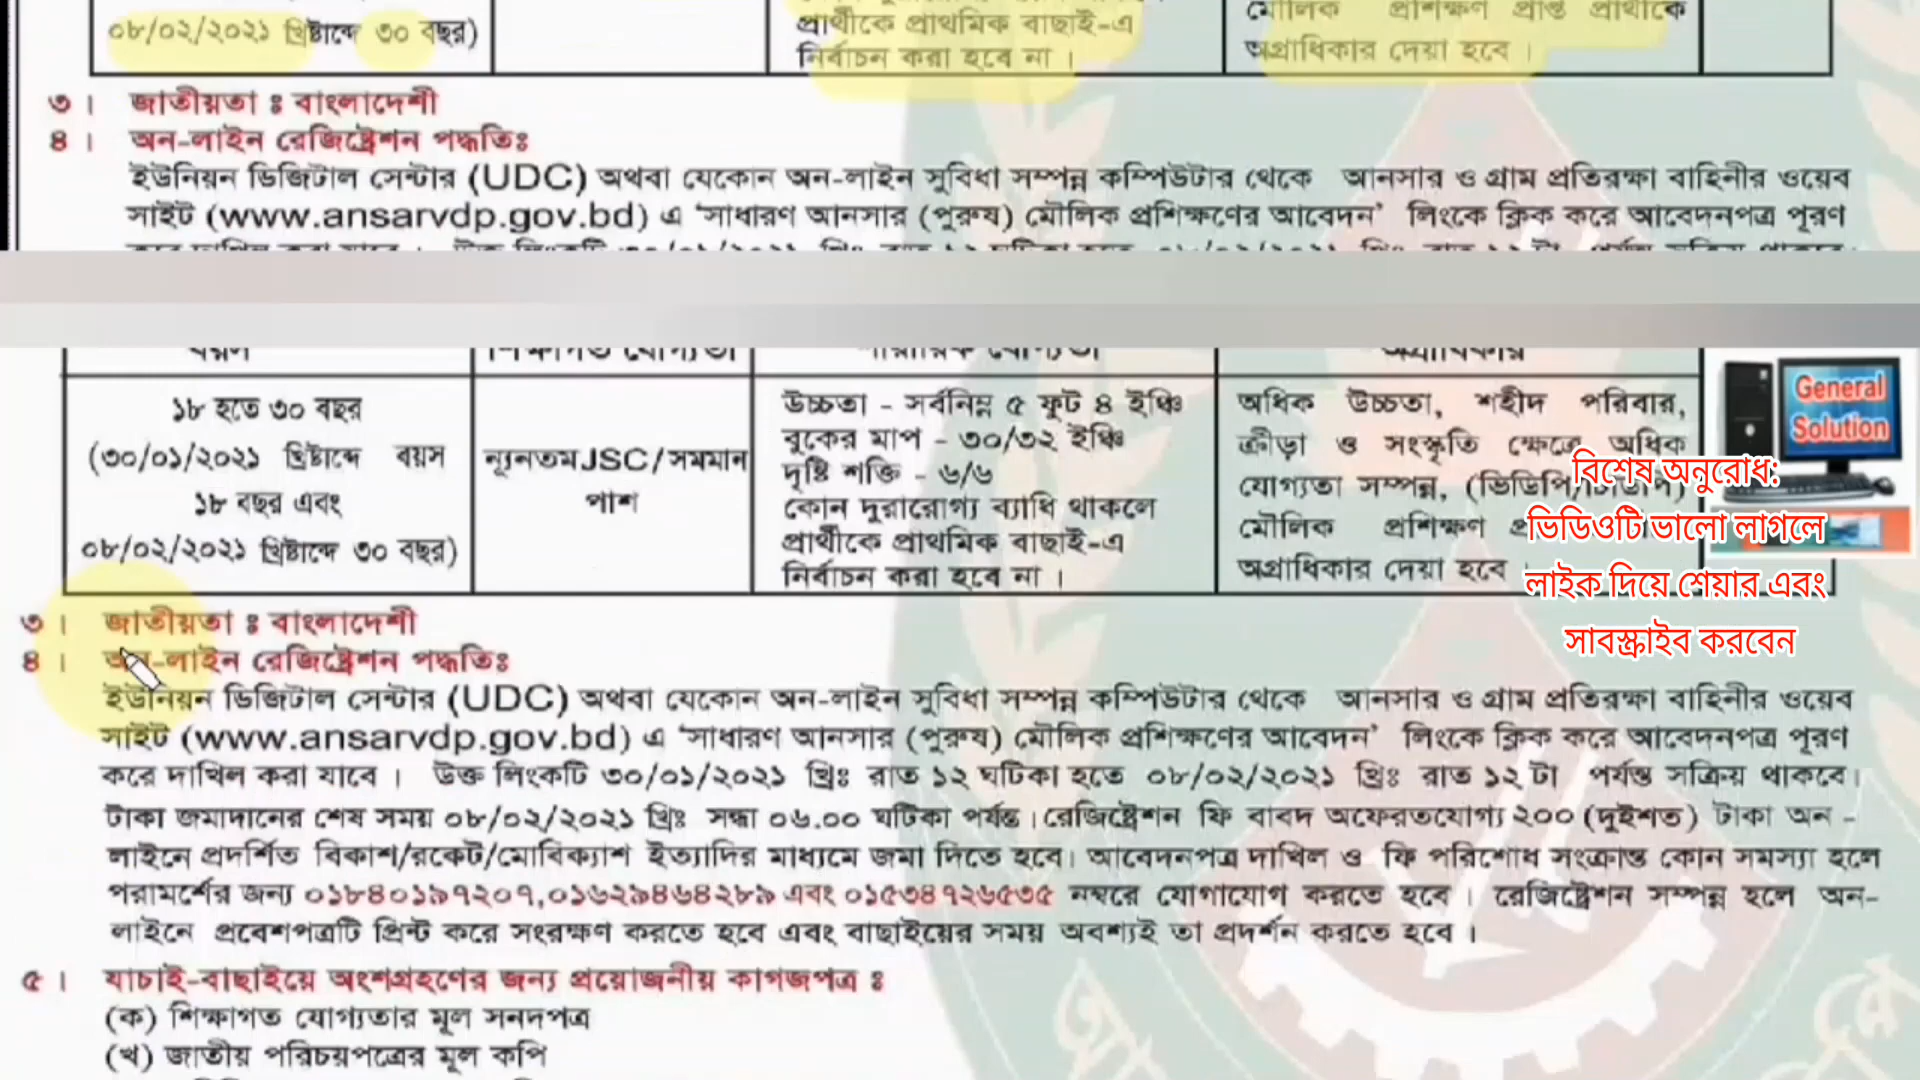 ০৮/০২/২০২১ খ্রিষ্টাব্দে ৩০ বছর)
প্রার্থীকে প্রাথমিক বাছাই-এ
নির্বাচন করা হবে না ।
মৌলিক প্রশিক্ষণ প্রাপ্ত প্রার্থীকে
অগ্রাধিকার দেয়া হবে ।
৩ । জাতীয়তা ঃ বাংলাদেশী
৪ । অন-লাইন রেজিষ্ট্রেশন পদ্ধতিঃ
ইউনিয়ন ডিজিটাল সেন্টার (UDC) অথবা যেকোন অন-লাইন সুবিধা সম্পন্ন কম্পিউটার থেকে আনসার ও গ্রাম প্রতিরক্ষা বাহিনীর ওয়েব
সাইট (www.ansarvdp.gov.bd) এ 'সাধারণ আনসার (পুরুষ) মৌলিক প্রশিক্ষণের আবেদন' লিংকে ক্লিক করে আবেদনপত্র পূরণ
বয়স
শিক্ষাগত যোগ্যতা
শারীরিক যোগ্যতা
অগ্রাধিকার
১৮ হতে ৩০ বছর
(৩০/০১/২০২১ খ্রিষ্টাব্দে বয়স
১৮ বছর এবং
০৮/০২/২০২১ খ্রিষ্টাব্দে ৩০ বছর)
ন্যূনতম JSC/সমমান
পাশ
উচ্চতা - সর্বনিম্ন ৫ ফুট ৪ ইঞ্চি
বুকের মাপ - ৩০/৩২ ইঞ্চি
দৃষ্টি শক্তি - ৬/৬
কোন দুরারোগ্য ব্যাধি থাকলে
প্রার্থীকে প্রাথমিক বাছাই-এ
নির্বাচন করা হবে না ।
অধিক উচ্চতা, শহীদ পরিবার,
ক্রীড়া ও সংস্কৃতি ক্ষেত্রে অধিক
যোগ্যতা সম্পন্ন, (ভিডিপি/টিডিপি)
মৌলিক প্রশিক্ষণ
অগ্রাধিকার দেয়া হবে
General
Solution
বিশেষ অনুরোধ:
ভিডিওটি ভালো লাগলে
লাইক দিয়ে শেয়ার এবং
সাবস্ক্রাইব করবেন
৩ । জাতীয়তা ঃ বাংলাদেশী
৪ । অন-লাইন রেজিষ্ট্রেশন পদ্ধতিঃ
ইউনিয়ন ডিজিটাল সেন্টার (UDC) অথবা যেকোন অন-লাইন সুবিধা সম্পন্ন কম্পিউটার থেকে আনসার ও গ্রাম প্রতিরক্ষা বাহিনীর ওয়েব
সাইট (www.ansarvdp.gov.bd) এ 'সাধারণ আনসার (পুরুষ) মৌলিক প্রশিক্ষণের আবেদন' লিংকে ক্লিক করে আবেদনপত্র পূরণ
করে দাখিল করা যাবে । উক্ত লিংকটি ৩০/০১/২০২১ খ্রিঃ রাত ১২ ঘটিকা হতে ০৮/০২/২০২১ খ্রিঃ রাত ১২ টা পর্যন্ত সক্রিয় থাকবে।
টাকা জমাদানের শেষ সময় ০৮/০২/২০২১ খ্রিঃ সন্ধা ০৬.০০ ঘটিকা পর্যন্ত । রেজিষ্ট্রেশন ফি বাবদ অফেরতযোগ্য ২০০ (দুইশত) টাকা অন -
লাইনে প্রদর্শিত বিকাশ/রকেট/মোবিক্যাশ ইত্যাদির মাধ্যমে জমা দিতে হবে। আবেদনপত্র দাখিল ও ফি পরিশোধ সংক্রান্ত কোন সমস্যা হলে
পরামর্শের জন্য ০১৮৪০১৯৭২০৭,০১৬২৯৪৬৪২৮৯ এবং ০১৫৩৪৭২৬৫৩৫ নম্বরে যোগাযোগ করতে হবে । রেজিষ্ট্রেশন সম্পন্ন হলে অন-
লাইনে প্রবেশপত্রটি প্রিন্ট করে সংরক্ষণ করতে হবে এবং বাছাইয়ের সময় অবশ্যই তা প্রদর্শন করতে হবে ।
৫ । যাচাই-বাছাইয়ে অংশগ্রহণের জন্য প্রয়োজনীয় কাগজপত্র ঃ
(ক) শিক্ষাগত যোগ্যতার মূল সনদপত্র
(খ) জাতীয় পরিচয়পত্রের মূল কপি